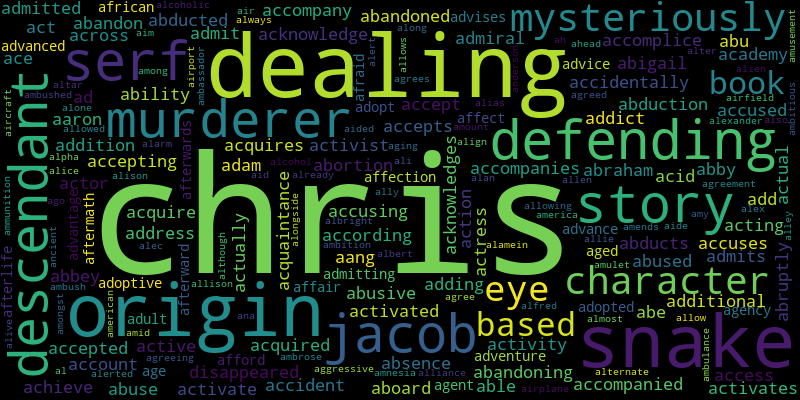 admitted african alcoholic air accompany abandoned advises mysteriously
act abandon abducted always aim admit acknowledge along admiral accomplice abu amusement
advanced across serf dealing afraid alert allows agrees advice abigail ahead alter academy
ace among airport ambassador accidentally alien book
aircraft ambushed ability murderer adopt accept alias affect abduction airfield accused ambitious
ad altar alone aaron allowed acquires activist aided accepts aging addict agreed alexander also
descendant addition alarm afterwards adam abortion amount align defending
alpha accepting alcohol aid already ali acknowledges accompanies abraham acid abby actual
alice alison chris affection ally alan allen agreement add
actor acquaintance alongside accusing action actress allowing america story amy alex alley
ammunition ago advantage aftermath acquire albright according alamein advance amends aide acting
address actually ambition albert aang allie abducts accuses
afterlife alive ancient abbey alec although admitting adding aged abused admits abruptly
ambush adoptive afterward allison affair abusive agree eye character amulet
amongst american origin adult ana activated alfred based adopted abe additional
accepted amid active agreeing acquired jacob activity almost allow agency
al alerted account age afford ambrose absence adventure snake ambulance
achieve abuse activate disappeared accident aggressive amnesia alliance abandoning alternate access
aboard agent able airplane accompanied activates